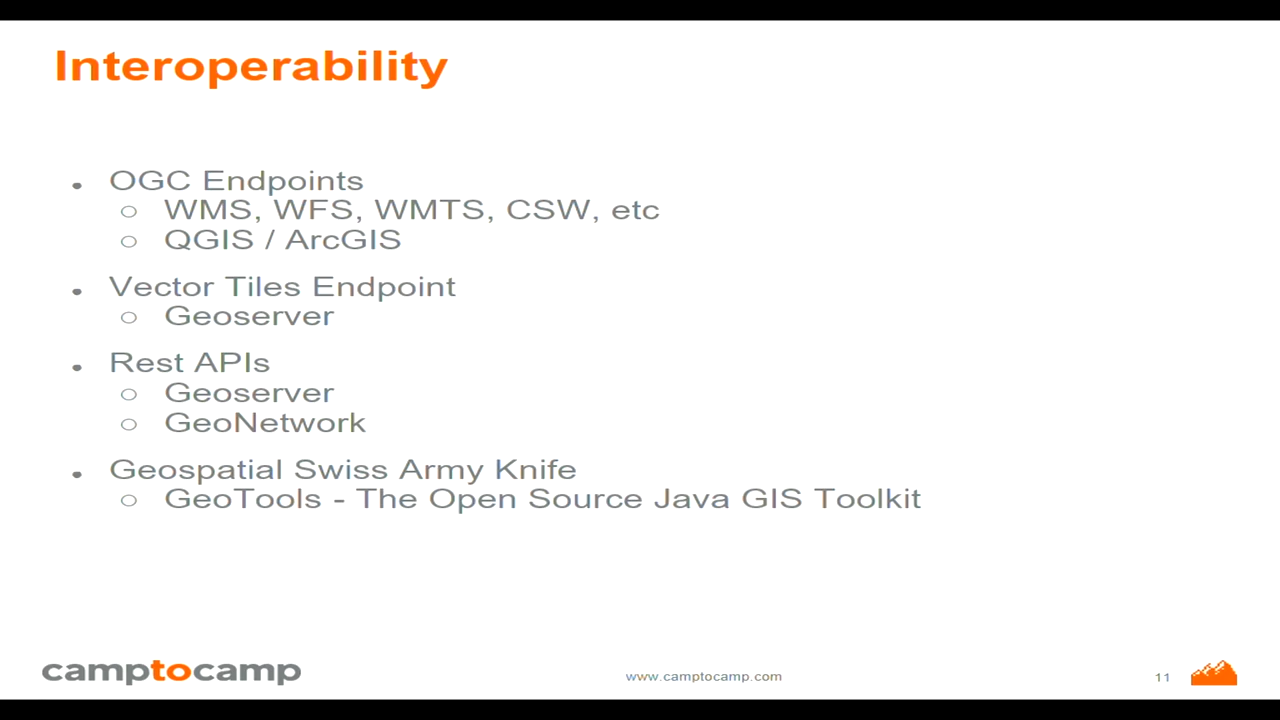 Interoperability
• OGC Endpoints
○ WMS, WFS, WMTS, CSW, etc
○ QGIS / ArcGIS
• Vector Tiles Endpoint
○ Geoserver
• Rest APIs
○ Geoserver
○ GeoNetwork
• Geospatial Swiss Army Knife
○ GeoTools - The Open Source Java GIS Toolkit
camptocamp
www.camptocamp.com
11